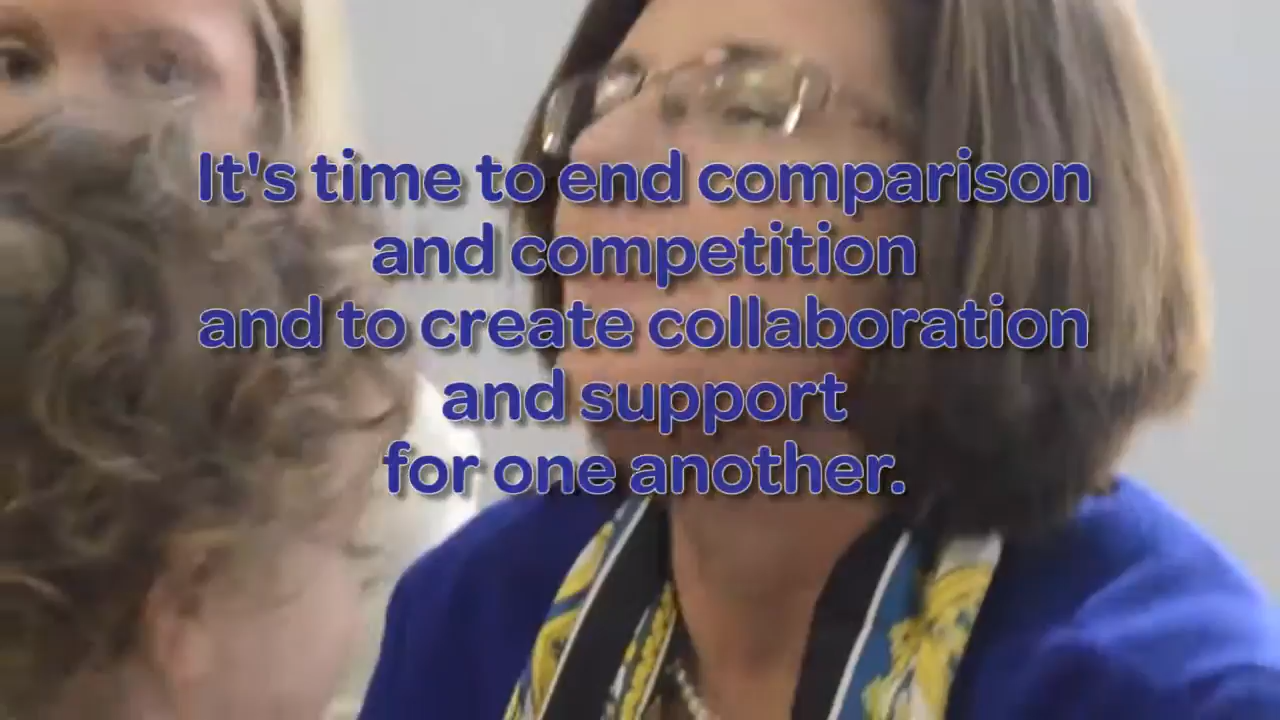 It's time to end comparison
and competition
and to create collaboration
and support
for one another.